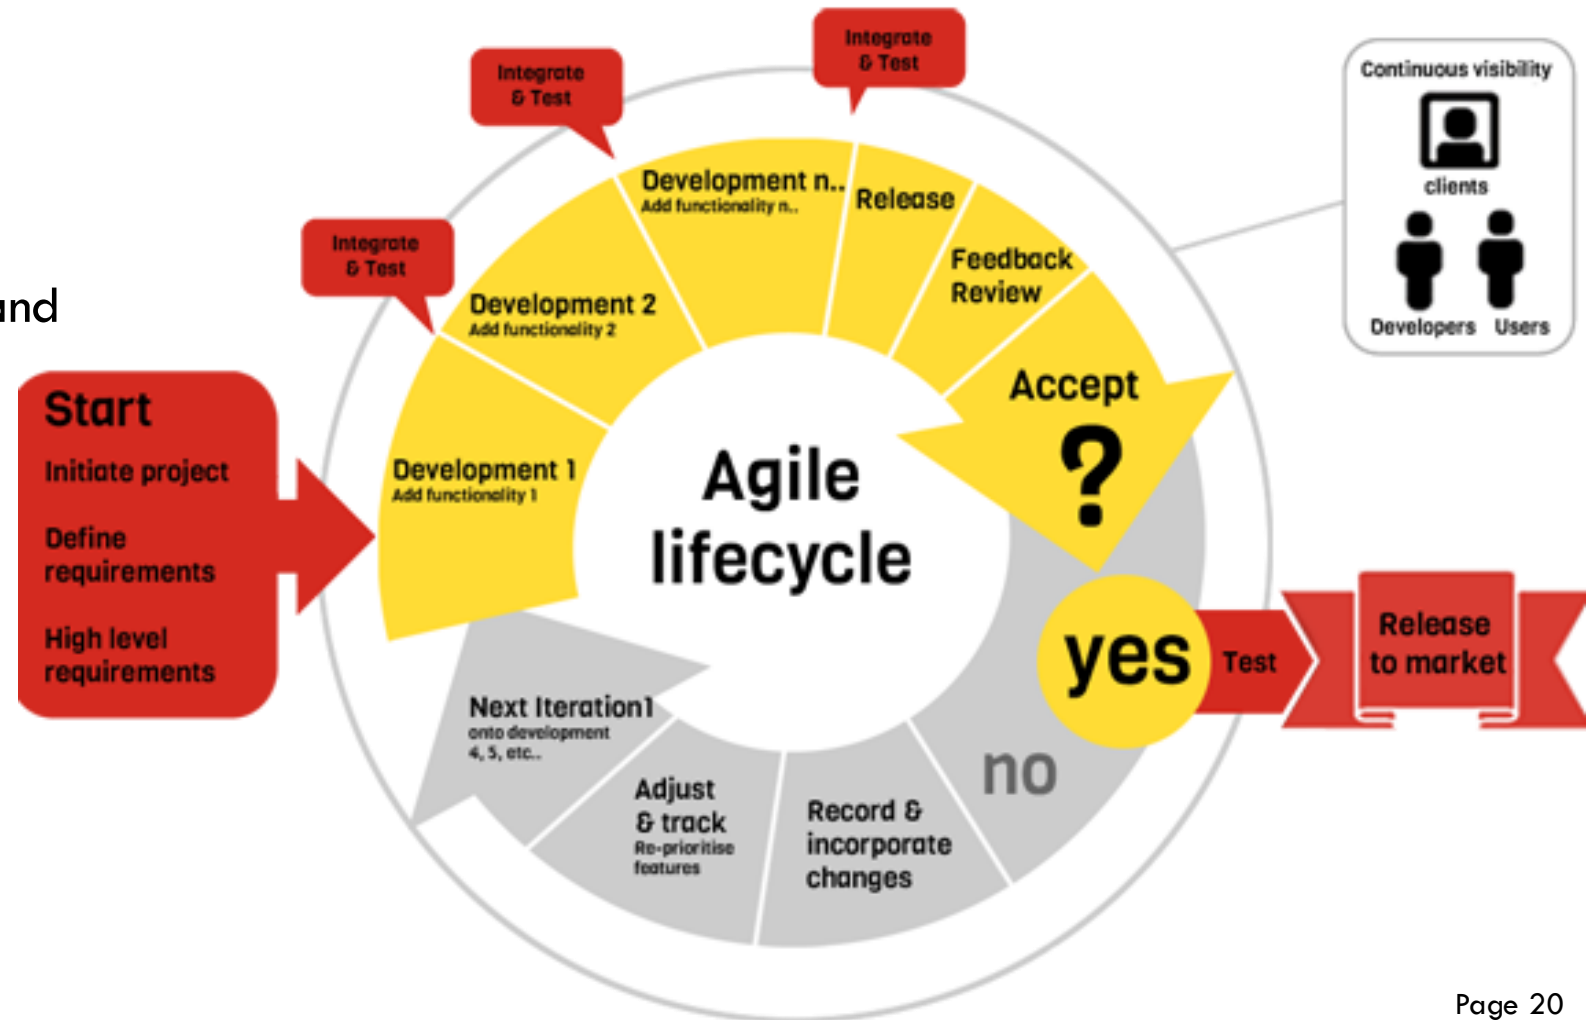 Integrate
& Test
Integrate
& Test
Integrate
& Test
Continuous visibility
clients
Developers Users
and
Start
Initiate project
Define
requirements
High level
requirements
Development 1
Add functionality 1
Development 2
Add functionality 2
Development n..
Add functionality n..
Release
Feedback
Review
Accept
?
Agile
lifecycle
yes
Test
Release
to market
no
Record &
incorporate
changes
Adjust
& track
Re-prioritise
features
Next Iteration1
onto development
4, 5, etc..
Page 20